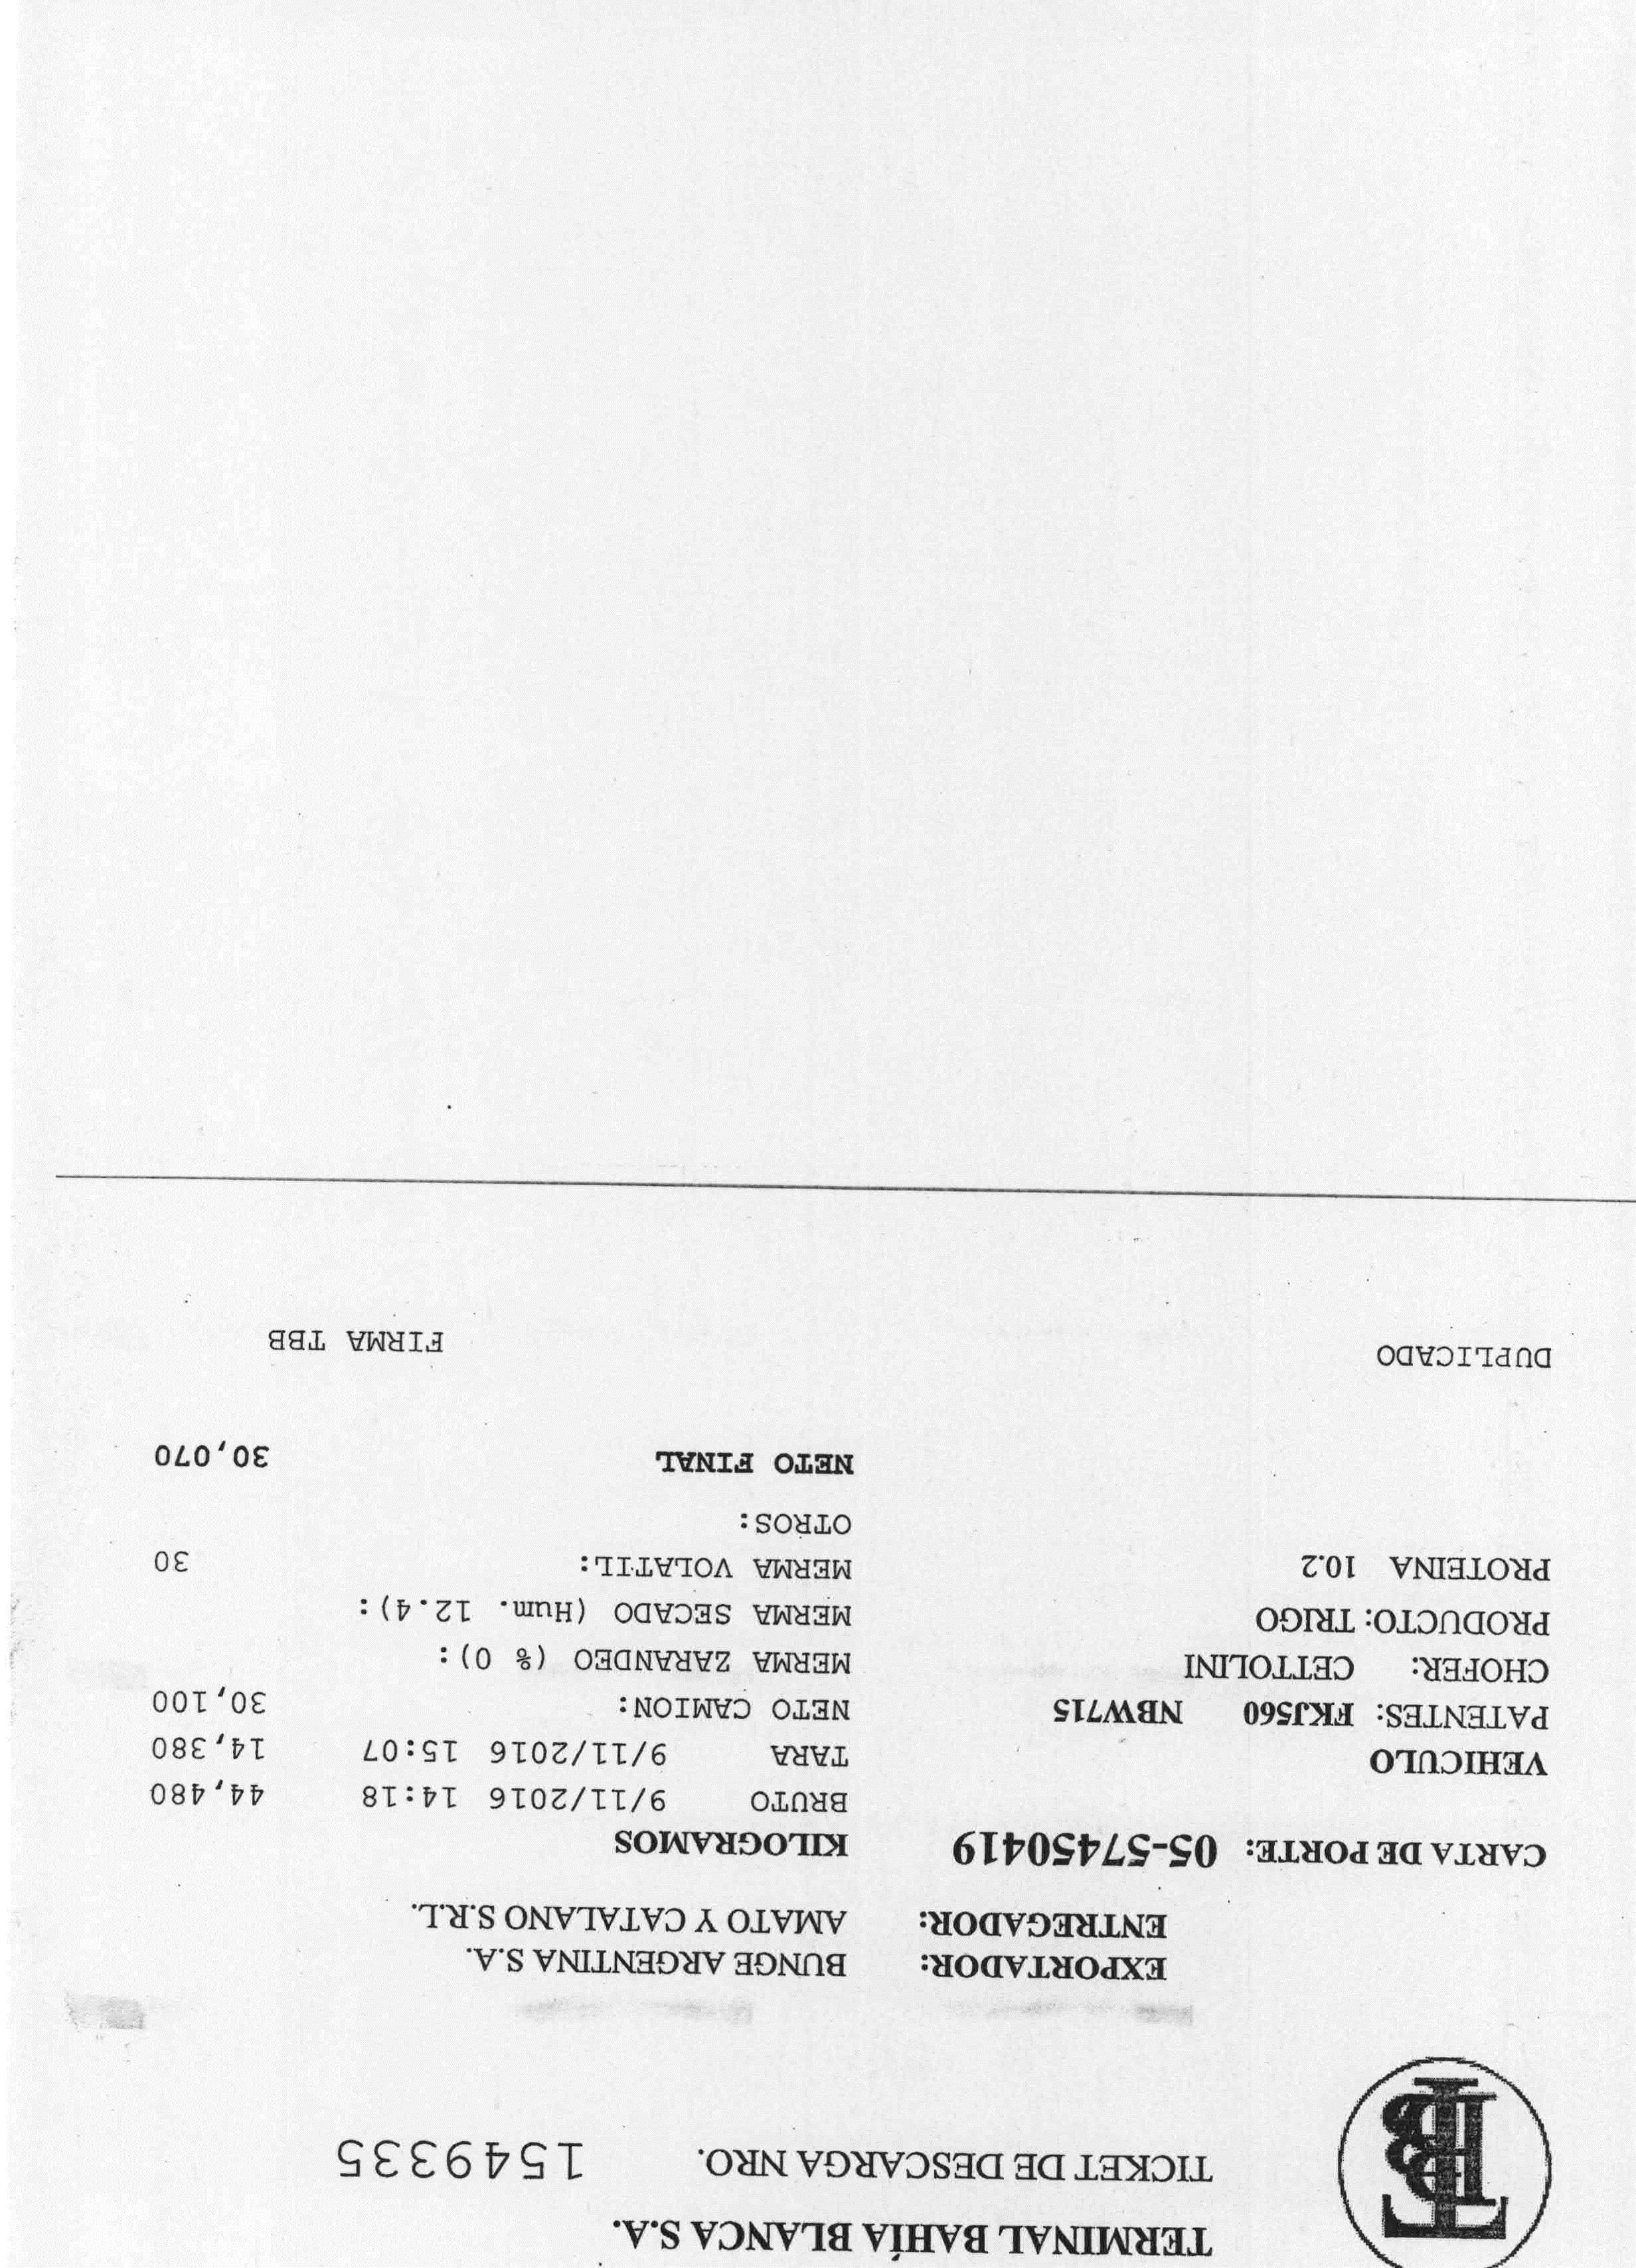 TERMINAL BAHÍA BLANCA S.A.
TICKET DE DESCARGA NRO. 1549335
TBB
EXPORTADOR: BUNGE ARGENTINA S.A.
ENTREGADOR: AMATO Y CATALANO S.R.L.
CARTA DE PORTE: 05-57450419
VEHICULO
PATENTES: FKJ560 NBW715
CHOFER: CETTOLINI
PRODUCTO: TRIGO
PROTEINA 10.2
KILOGRAMOS
BRUTO 9/11/2016 14:18 44,480
TARA 9/11/2016 15:07 14,380
NETO CAMION: 30,100
MERMA ZARANDEO (% 0):
MERMA SECADO (Hum. 12.4):
MERMA VOLATIL: 30
OTROS:
NETO FINAL 30,070
DUPLICADO
FIRMA TBB